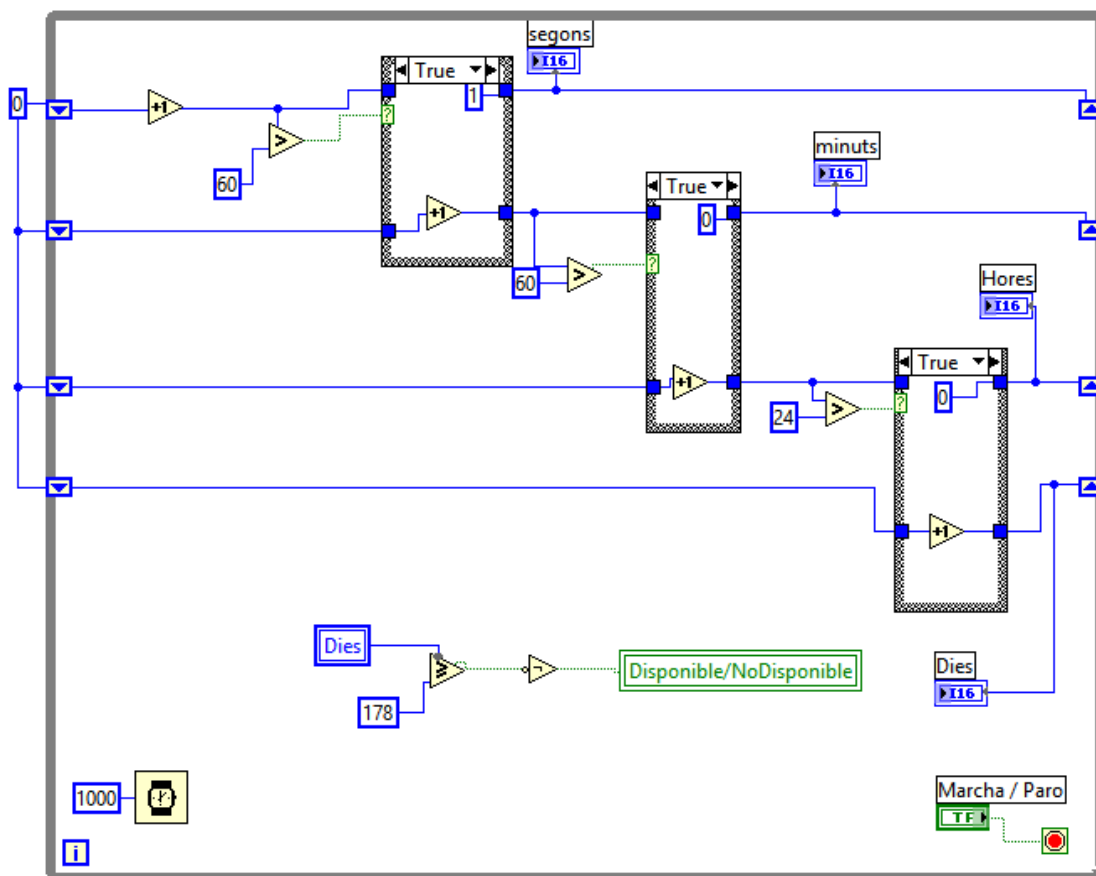 segons
I16
True
1
0
+1
>
60
minuts
I16
True
0
?
+1
60
>
?
Hores
I16
True
0
+1
24
>
?
+1
Dies
≥
178
¬
Disponible/NoDisponible
Dies
I16
1000
Marcha / Paro
TF
i